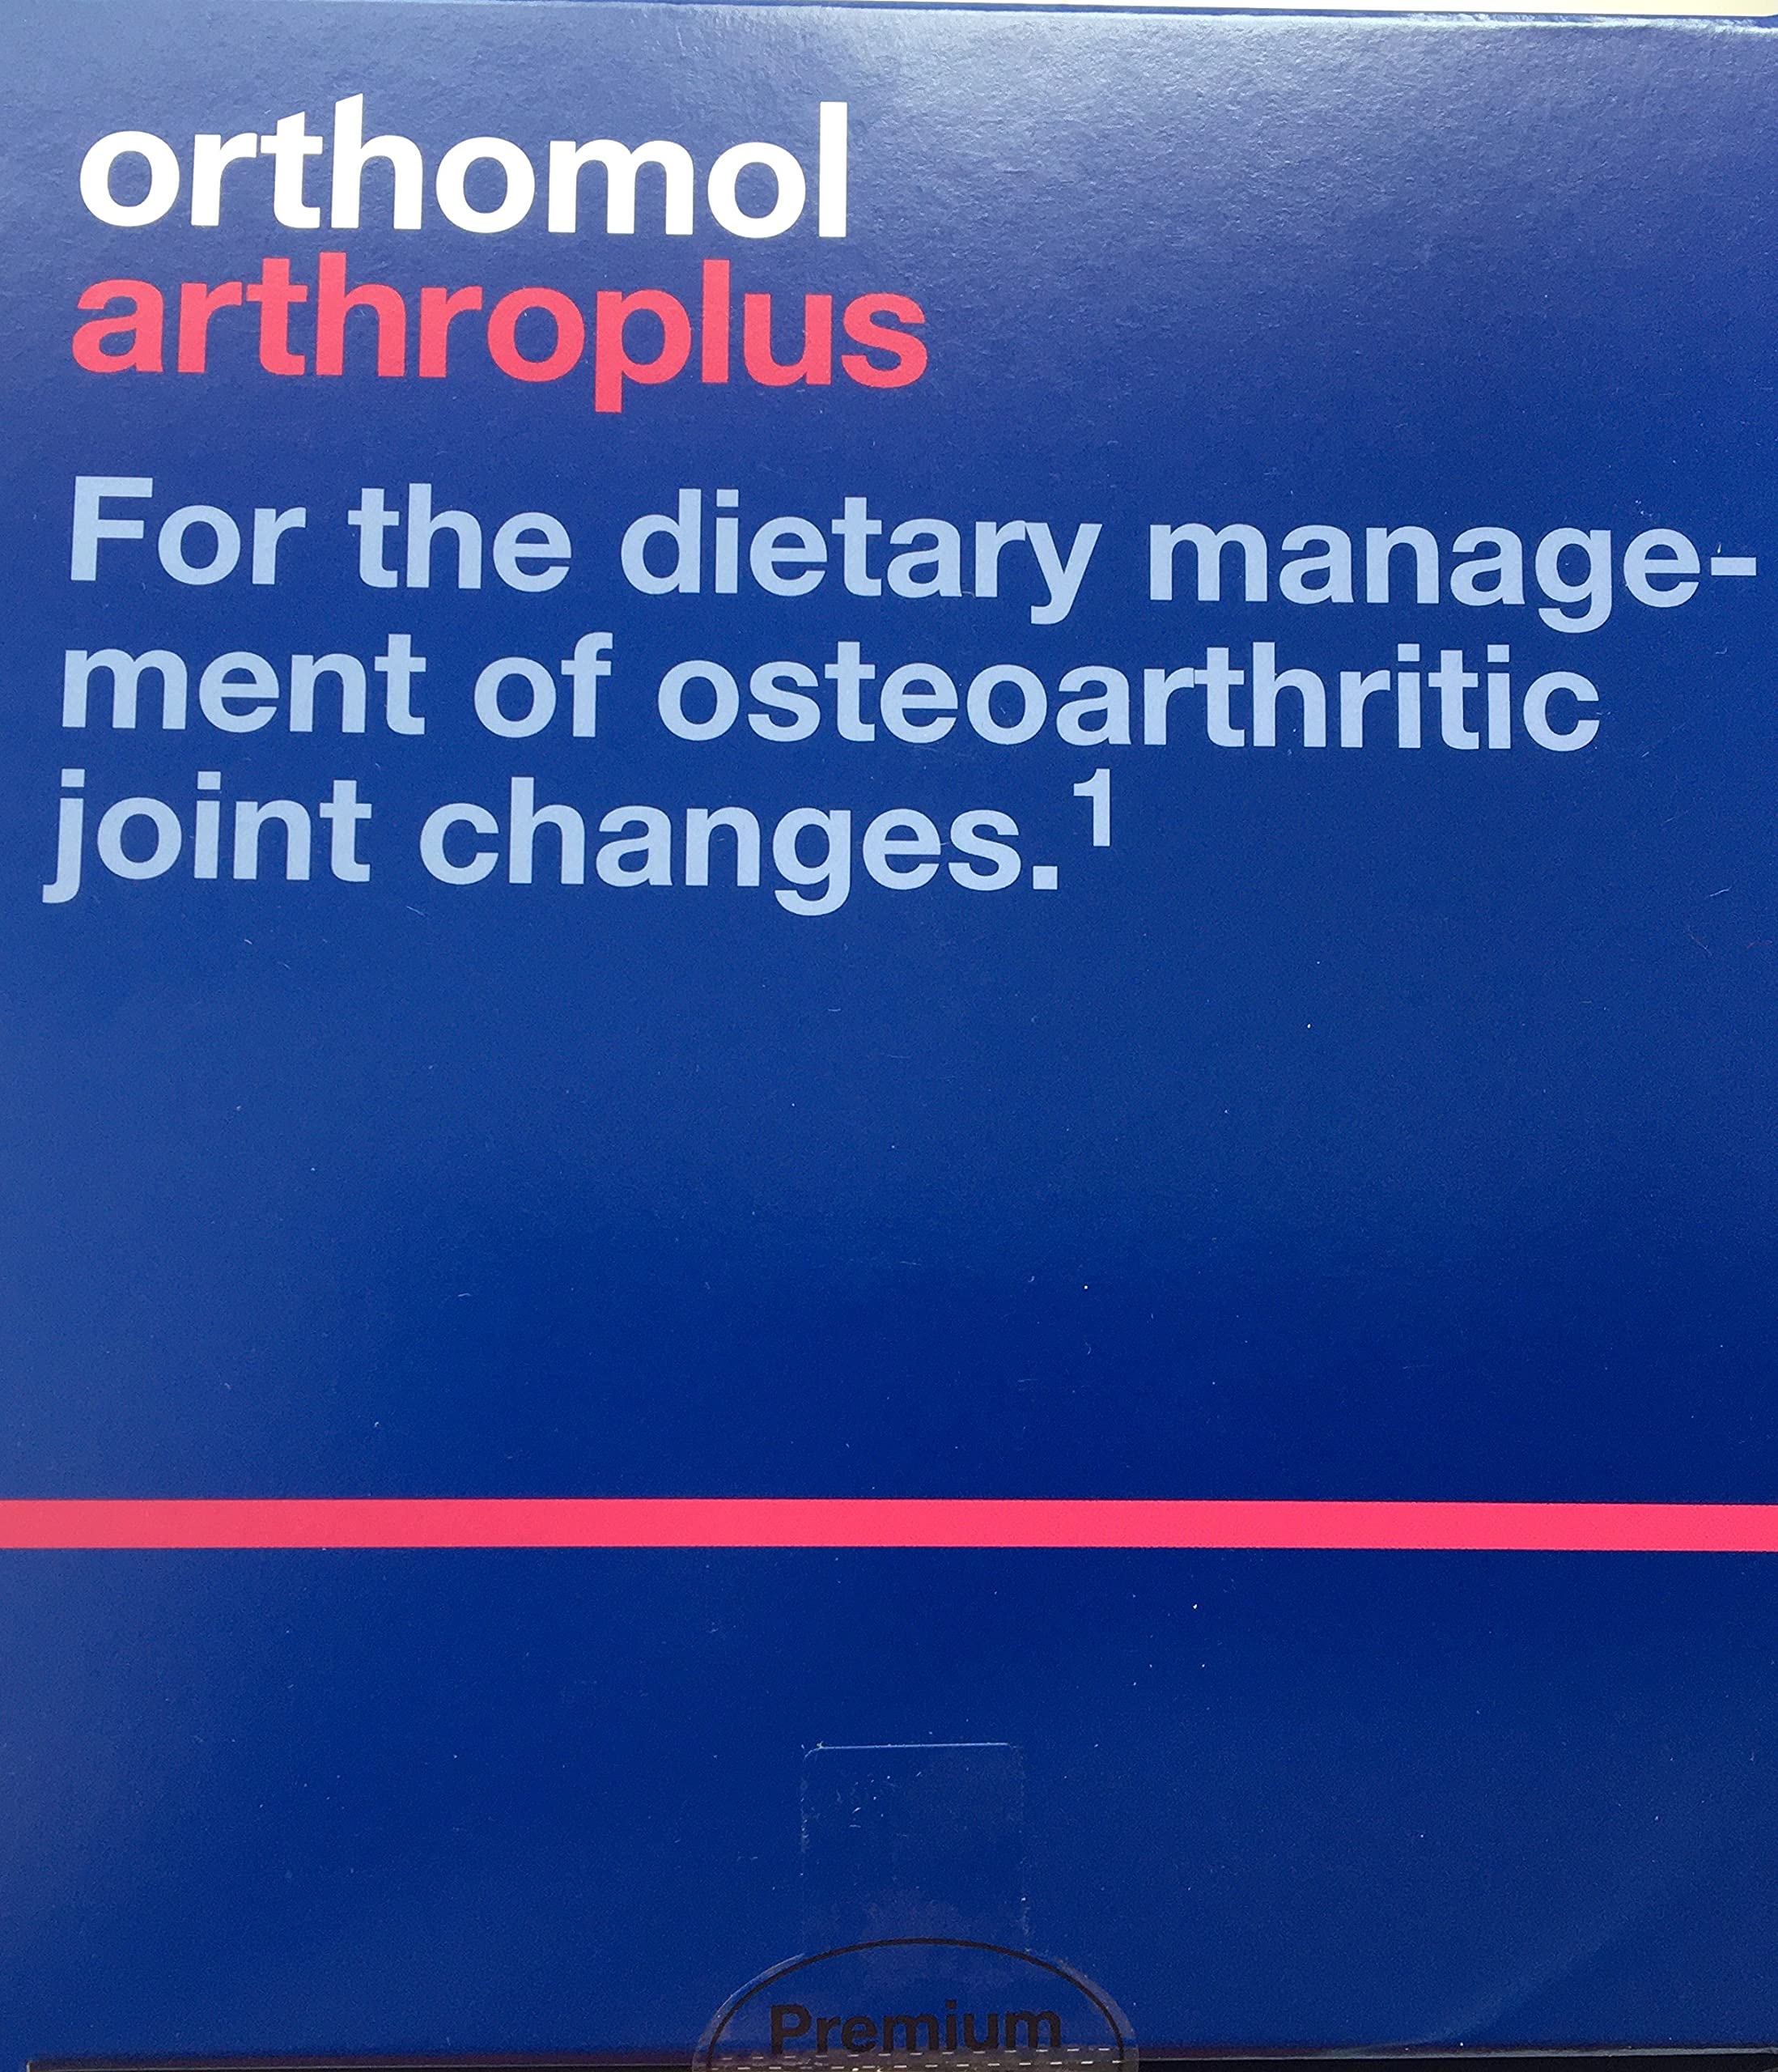 orthomol
arthroplus
For the dietary manage-
ment of osteoarthritic
joint changes.¹
Premium